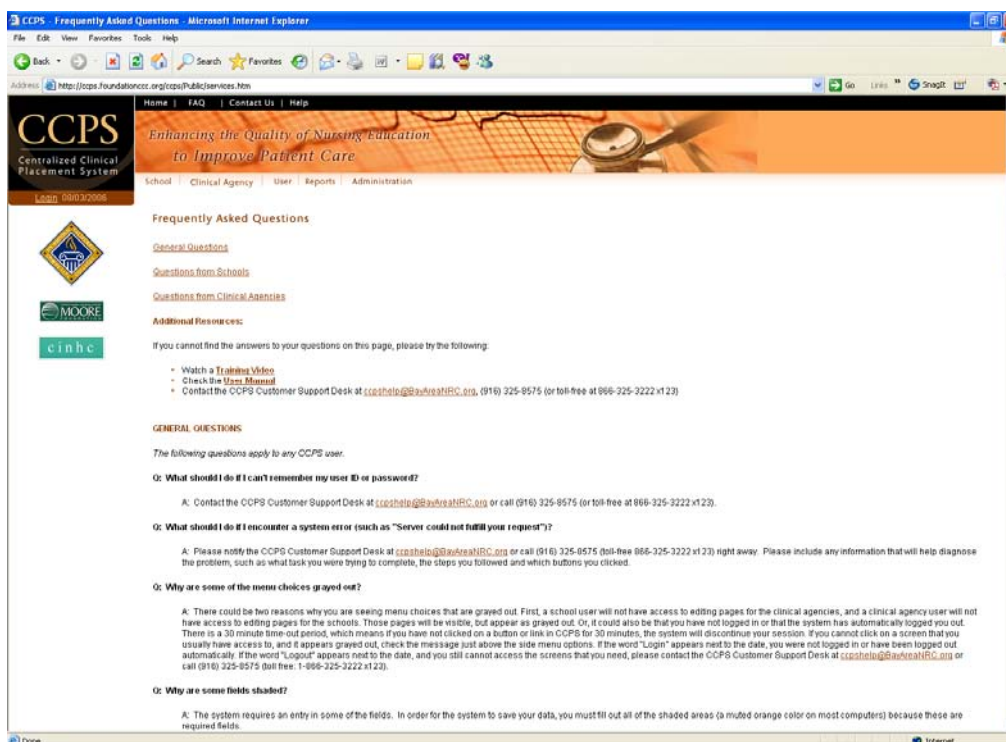 CCPS - Frequently Asked Questions - Microsoft Internet Explorer
File Edit View Favorites Tools Help
Back Search Favorites
Address http://ccps.foundationccc.org/ccps/Public/services.htm Go Links SnagIt
Home | FAQ | Contact Us | Help
CCPS
Centralized Clinical
Placement System
Enhancing the Quality of Nursing Education
to Improve Patient Care
School | Clinical Agency | User | Reports | Administration
Login 08/03/2006
MOORE
cinhc
Frequently Asked Questions
General Questions
Questions from Schools
Questions from Clinical Agencies
Additional Resources:
If you cannot find the answers to your questions on this page, please try the following:
• Watch a Training Video
• Check the User Manual
• Contact the CCPS Customer Support Desk at ccpshelp@BayAreaNRC.org, (916) 325-8575 (or toll-free at 866-325-3222 x123)
GENERAL QUESTIONS
The following questions apply to any CCPS user.
Q: What should I do if I can't remember my user ID or password?
A: Contact the CCPS Customer Support Desk at ccpshelp@BayAreaNRC.org or call (916) 325-8575 (or toll-free at 866-325-3222 x123).
Q: What should I do if I encounter a system error (such as "Server could not fulfill your request")?
A: Please notify the CCPS Customer Support Desk at ccpshelp@BayAreaNRC.org or call (916) 325-8575 (toll-free 866-325-3222 x123) right away. Please include any information that will help diagnose
the problem, such as what task you were trying to complete, the steps you followed and which buttons you clicked.
Q: Why are some of the menu choices grayed out?
A: There could be two reasons why you are seeing menu choices that are grayed out. First, a school user will not have access to editing pages for the clinical agencies, and a clinical agency user will not
have access to editing pages for the schools. Those pages will be visible, but appear as grayed out. Or, it could also be that you have not logged in or that the system has automatically logged you out.
There is a 30 minute time-out period, which means if you have not clicked on a button or link in CCPS for 30 minutes, the system will discontinue your session. If you cannot click on a screen that you
usually have access to, and it appears grayed out, check the message just above the side menu options. If the word "Login" appears next to the date, you were not logged in or have been logged out
automatically. If the word "Logout" appears next to the date, and you still cannot access the screens that you need, please contact the CCPS Customer Support Desk at ccpshelp@BayAreaNRC.org or
call (916) 325-8575 (toll free: 1-866-325-3222 x123).
Q: Why are some fields shaded?
A: The system requires an entry in some of the fields. In order for the system to save your data, you must fill out all of the shaded areas (a muted orange color on most computers) because these are
required fields.
Done Internet